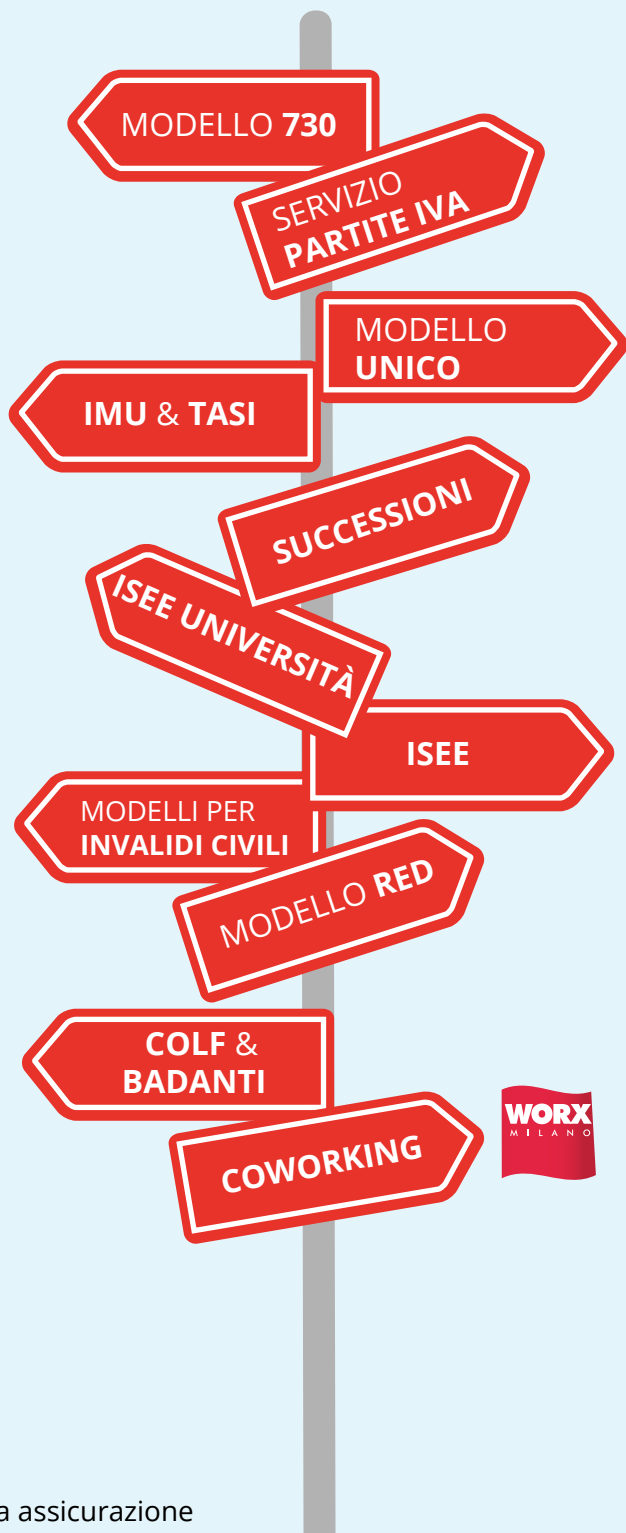 MODELLO 730
SERVIZIO
PARTITE IVA
MODELLO
UNICO
IMU & TASI
SUCCESSIONI
ISEE UNIVERSITÀ
ISEE
MODELLI PER
INVALIDI CIVILI
MODELLO RED
COLF &
BADANTI
COWORKING
WORX
MILANO
a assicurazione